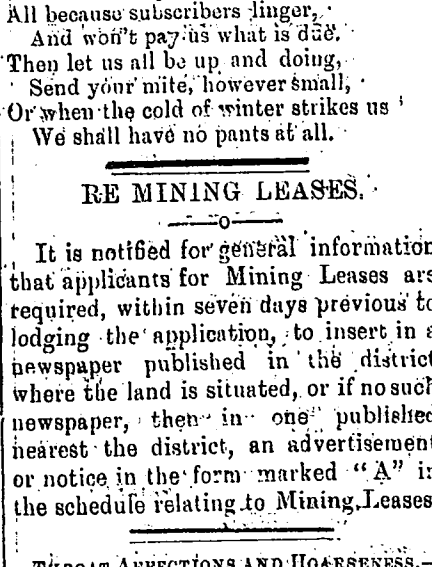 All because subscribers linger,
And won't pay us what is due.
Then let us all be up and doing,
Send your mite, however small,
Or when the cold of winter strikes us
We shall have no pants at all.
RE MINING LEASES.
—o—
It is notified for general information
that applicants for Mining Leases are
required, within seven days previous to
lodging the application, to insert in a
newspaper published in the district
where the land is situated, or if no such
newspaper, then in one published
nearest the district, an advertisement
or notice in the form marked "A" in
the schedule relating to Mining Leases
THROAT AFFECTIONS AND HOARSENESS.—